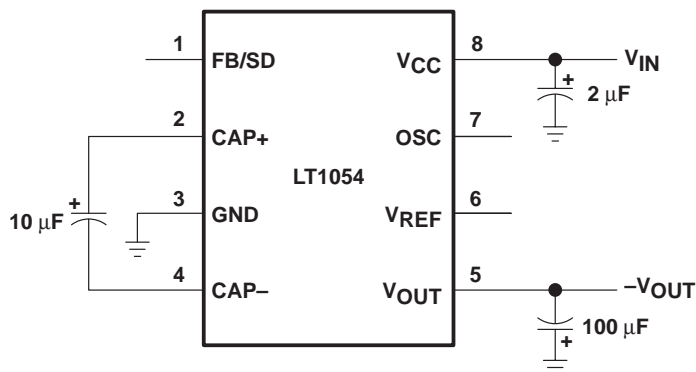 1
FB/SD
VCC
8
VIN
+
2 µF
2
CAP+
OSC
7
LT1054
+
10 µF
3
GND
VREF
6
4
CAP–
VOUT
5
–VOUT
100 µF
+